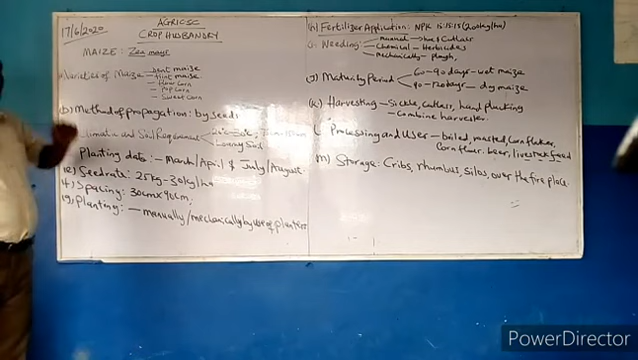 17/6/2020
AGRIC SC
CROP HUSBANDRY
MAIZE: Zea mays
Varieties of Maize — Dent maize
— flint maize
— flour corn
— Pop corn
— Sweet corn
(b) Method of propagation: by seeds
Climatic and Soil Requirement
Loamy Soil
Planting date: - March/April & July/August
(e) Seedrate: 25kg-30kg/ha
f) Spacing: 30cm x 90cm
(g) Planting: — manually/mechanically by use of planter
(h) Fertilizer Application: NPK 15:15:15 (200kg/ha)
Weeding: — manual — hoe & Cutlass
— Chemical — Herbicides
— Mechanically — plough
(J) Maturity Period 60-90 days - wet maize
90-120 days - dry maize
(K) Harvesting — Sickle, cutlass, hand plucking
— Combine harvester
L) Processing and Uses — boiled, roasted, Cornflakes,
Corn flour, beer, livestock feed
M) Storage: Cribs, rhumbus, silos, over the fire place.
PowerDirector